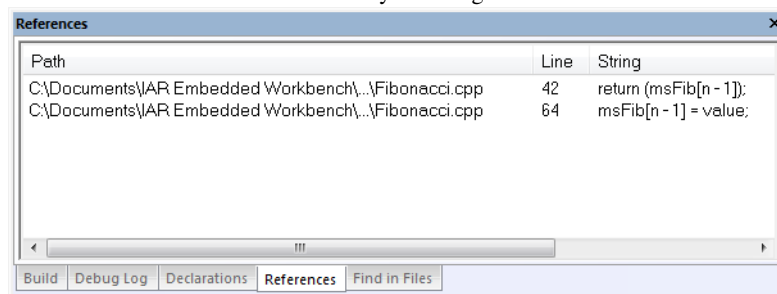 References ×
Path Line String
C:\Documents\IAR Embedded Workbench\...\Fibonacci.cpp 42 return (msFib[n - 1]);
C:\Documents\IAR Embedded Workbench\...\Fibonacci.cpp 64 msFib[n - 1] = value;
Build Debug Log Declarations References Find in Files